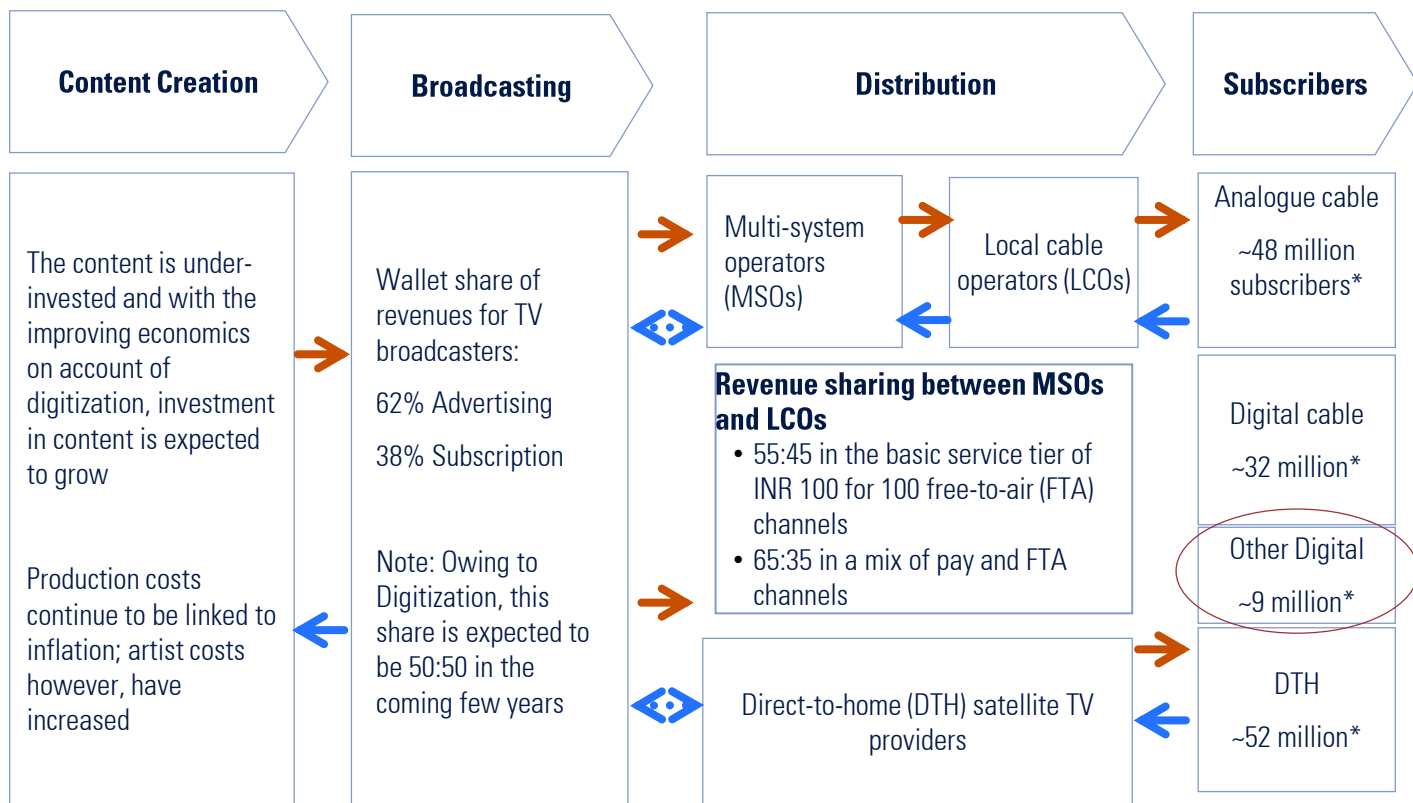 Content Creation
Broadcasting
Distribution
Subscribers
The content is under-
invested and with the
improving economics
on account of
digitization, investment
in content is expected
to grow
Production costs
continue to be linked to
inflation; artist costs
however, have
increased
Wallet share of
revenues for TV
broadcasters:
62% Advertising
38% Subscription
Note: Owing to
Digitization, this
share is expected to
be 50:50 in the
coming few years
Multi-system
operators
(MSOs)
Local cable
operators (LCOs)
Revenue sharing between MSOs
and LCOs
• 55:45 in the basic service tier of
INR 100 for 100 free-to-air (FTA)
channels
• 65:35 in a mix of pay and FTA
channels
Direct-to-home (DTH) satellite TV
providers
Analogue cable
~48 million
subscribers*
Digital cable
~32 million*
Other Digital
~9 million*
DTH
~52 million*